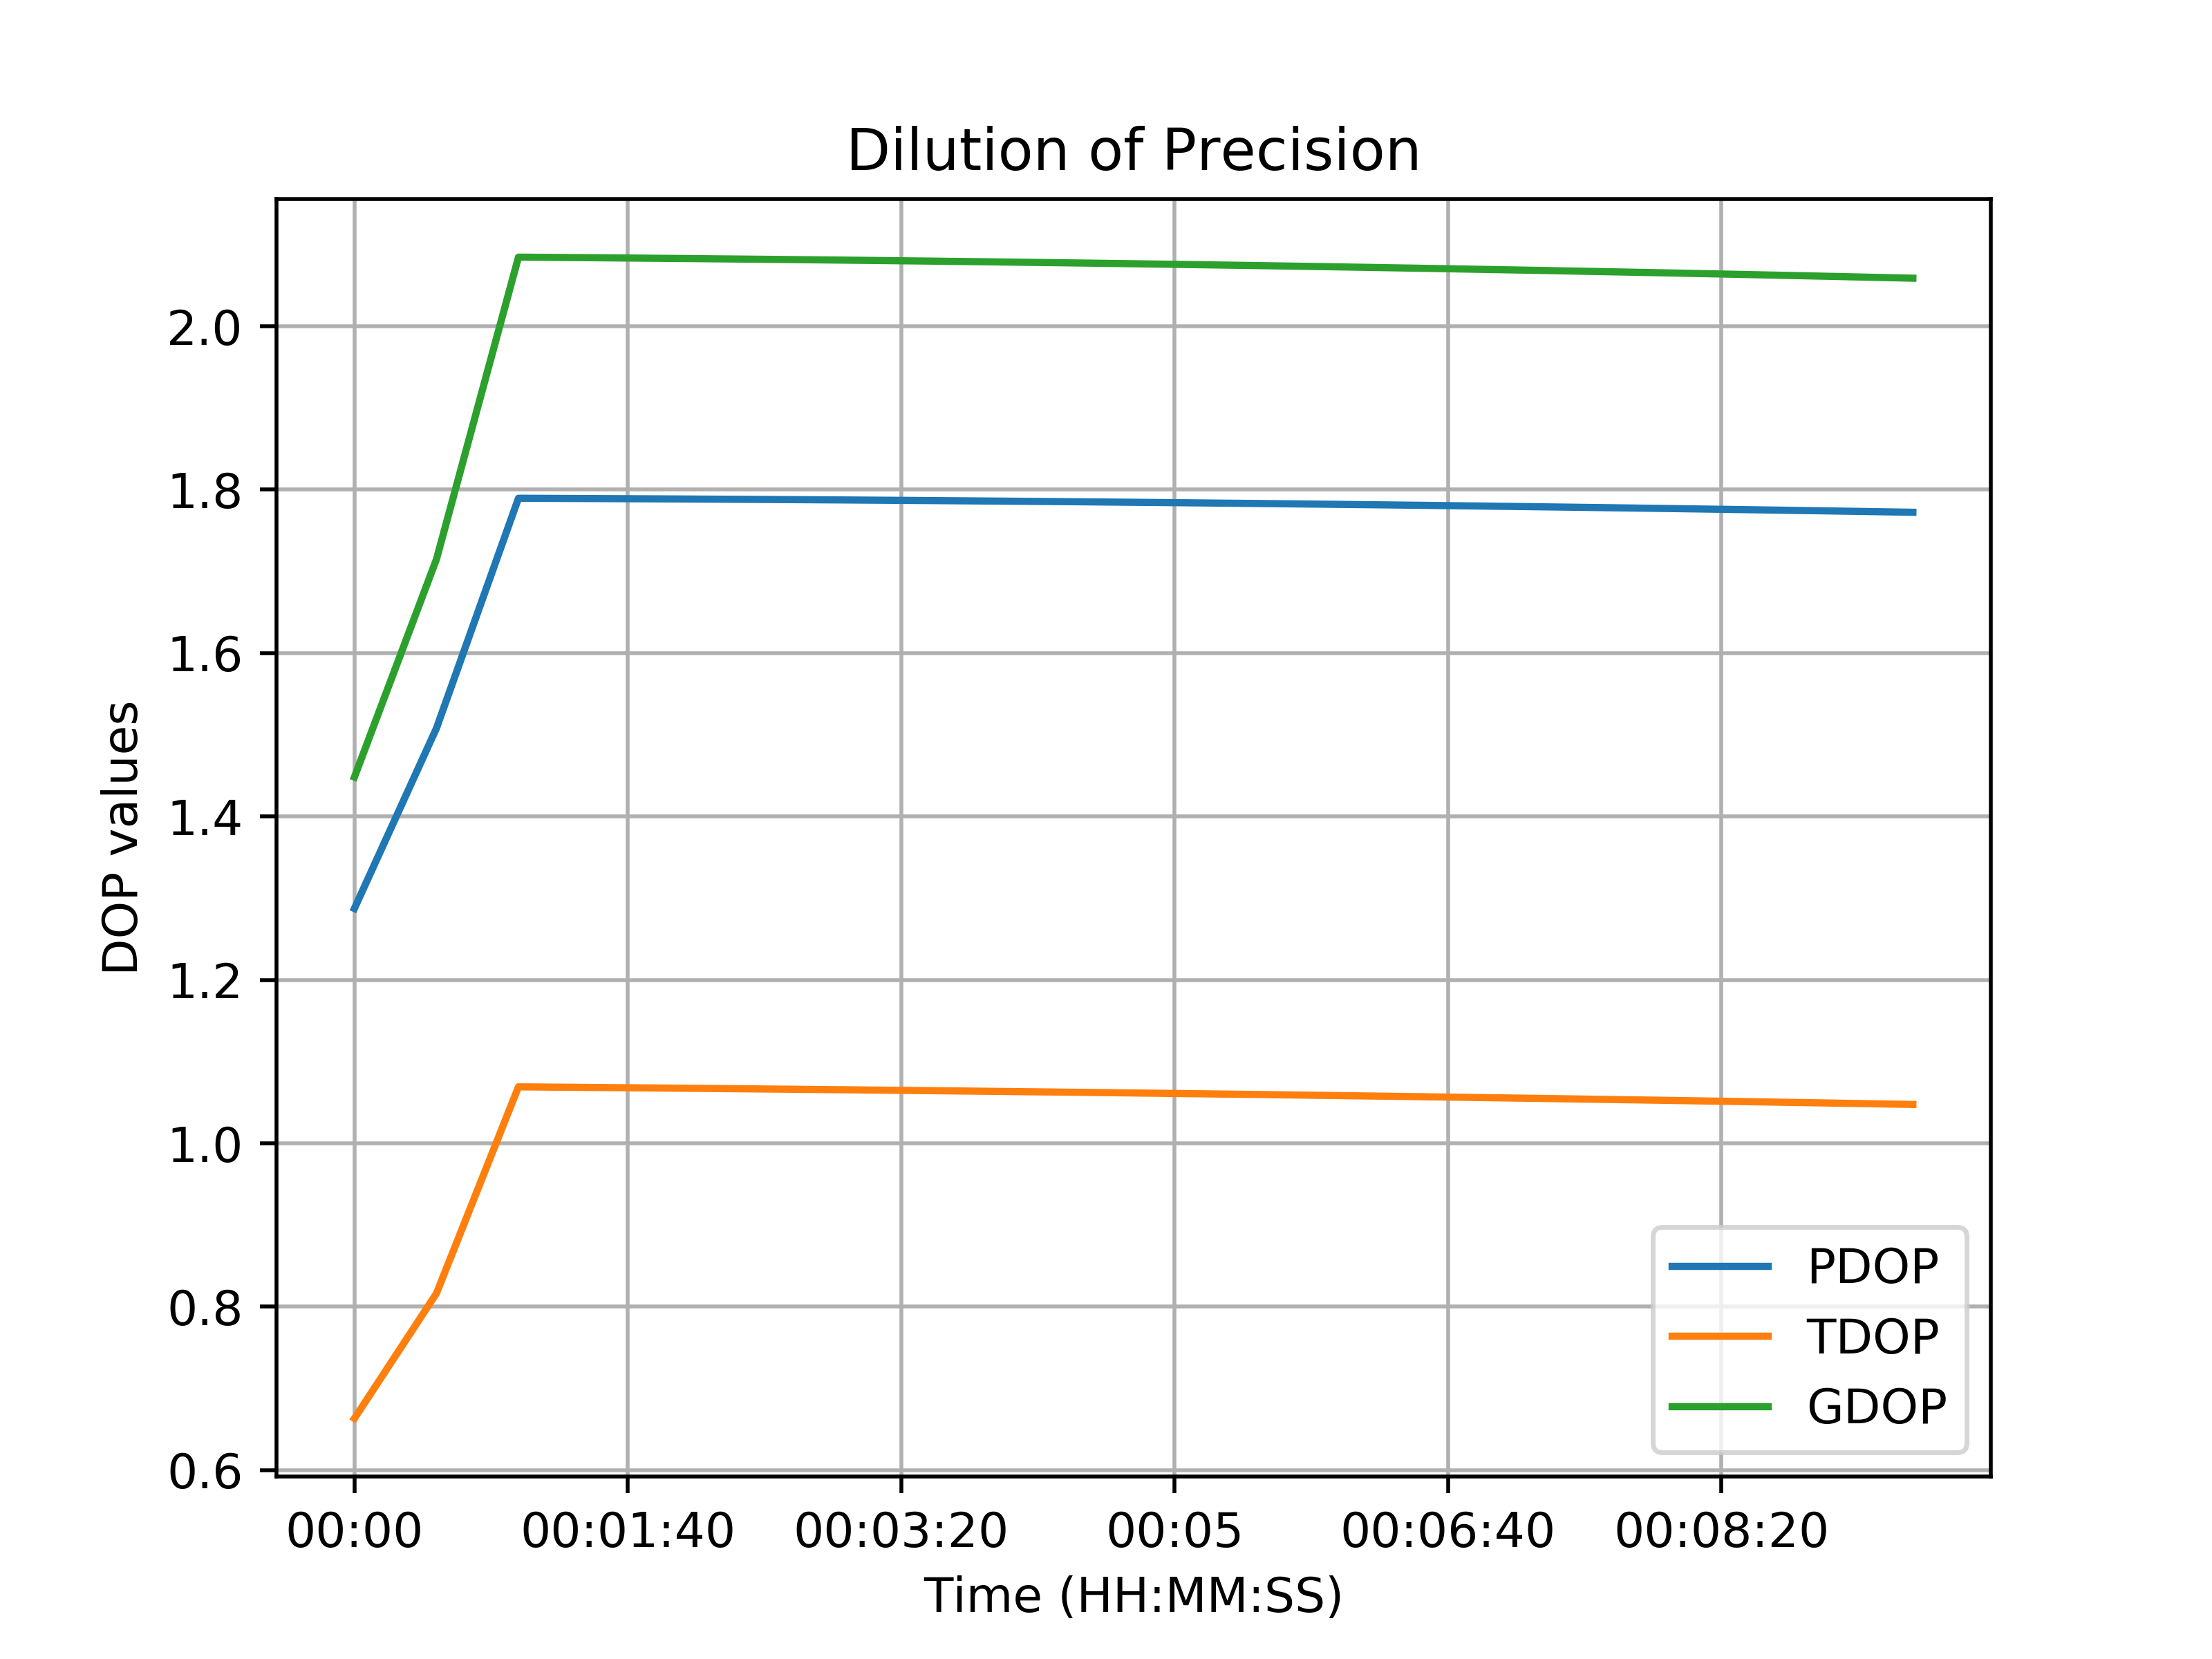 Dilution of Precision
DOP values
2.0
1.8
1.6
1.4
1.2
1.0
0.8
0.6
PDOP
TDOP
GDOP
00:00 00:01:40 00:03:20 00:05 00:06:40 00:08:20
Time (HH:MM:SS)